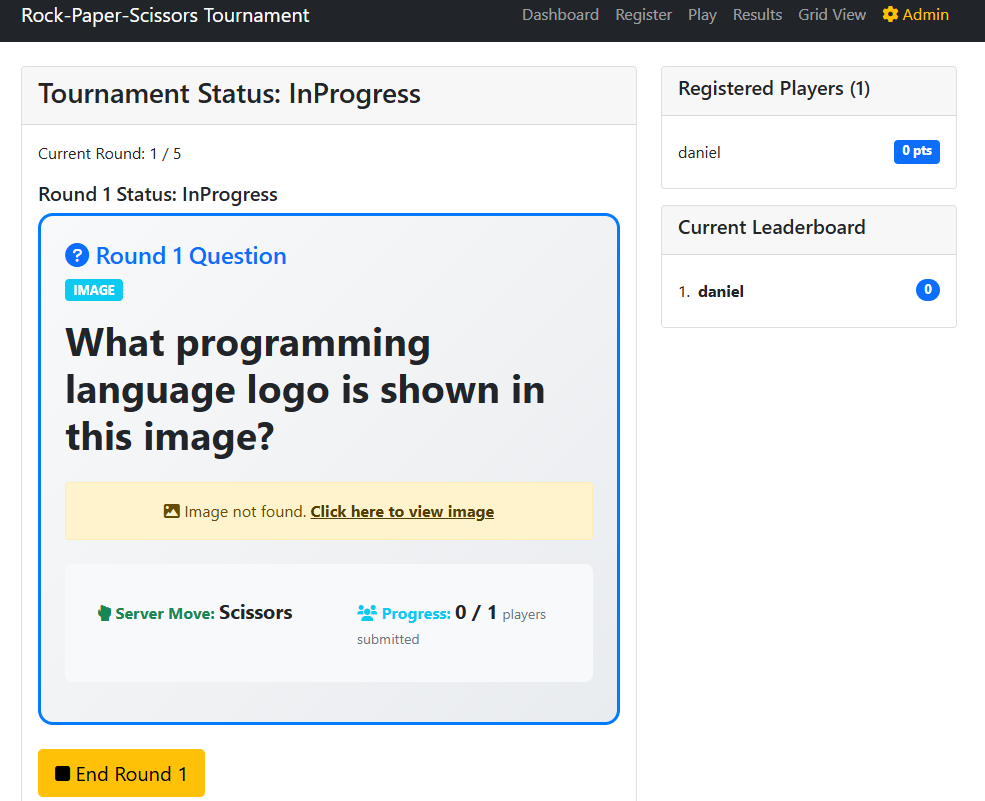 Rock-Paper-Scissors Tournament
Dashboard Register Play Results Grid View Admin
Tournament Status: InProgress
Current Round: 1 / 5
Round 1 Status: InProgress
Round 1 Question
IMAGE
What programming
language logo is shown in
this image?
Image not found. Click here to view image
Server Move: Scissors
Progress: 0 / 1 players
submitted
End Round 1
Registered Players (1)
daniel 0 pts
Current Leaderboard
1. daniel 0